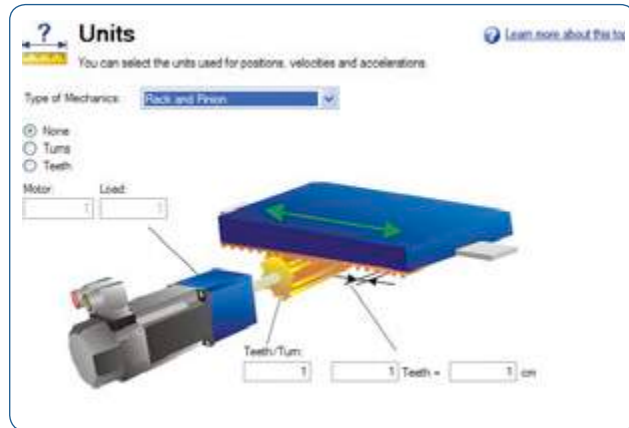 ?
Units
Learn more about this top
You can select the units used for positions, velocities and accelerations.
Type of Mechanics: Rack and Pinion
None
Turns
Teeth
Motor: Load:
1 1
Teeth/Turn:
1 1 Teeth = 1 cm